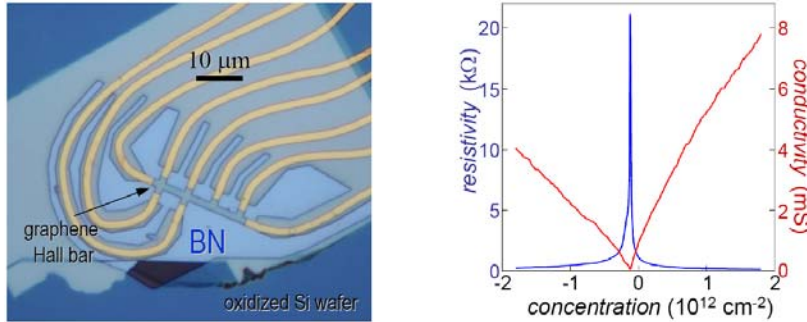 10 μm
graphene
Hall bar
BN
oxidized Si wafer
resistivity (kΩ)
20
15
10
5
0
conductivity (mS)
8
6
4
2
0
-2
-1
0
1
2
concentration (10¹² cm⁻²)